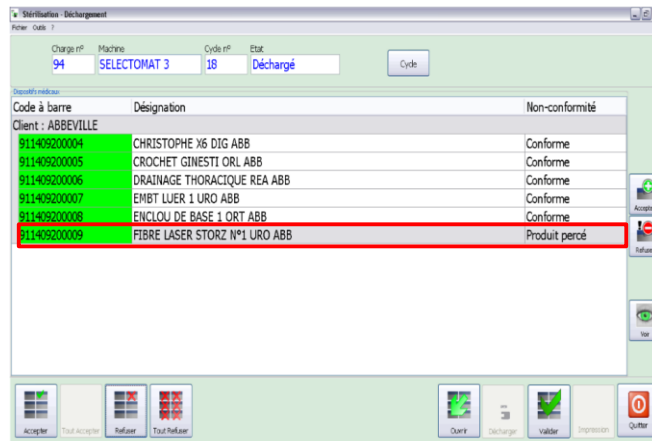 Stérilisation - Déchargement
Fichier Outils ?
Charge n° Machine Cycle n° Etat
94 SELECTOMAT 3 18 Déchargé Cycle
Dispositifs médicaux
Code à barre Désignation Non-conformité
Client : ABBEVILLE
911409200004 CHRISTOPHE X6 DIG ABB Conforme
911409200005 CROCHET GINESTI ORL ABB Conforme
911409200006 DRAINAGE THORACIQUE REA ABB Conforme
911409200007 EMBT LUER 1 URO ABB Conforme
911409200008 ENCLOU DE BASE 1 ORT ABB Conforme
911409200009 FIBRE LASER STORZ N°1 URO ABB Produit percé
Accepte
Refuse
Voir
Accepter Tout Accepter Refuser Tout Refuser Ouvrir Décharger Valider Impression Quitter